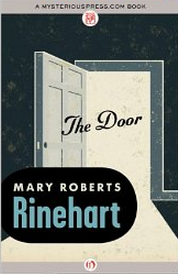 A MYSTERIOUSPRESS.COM BOOK
The Door
MARY ROBERTS
Rinehart